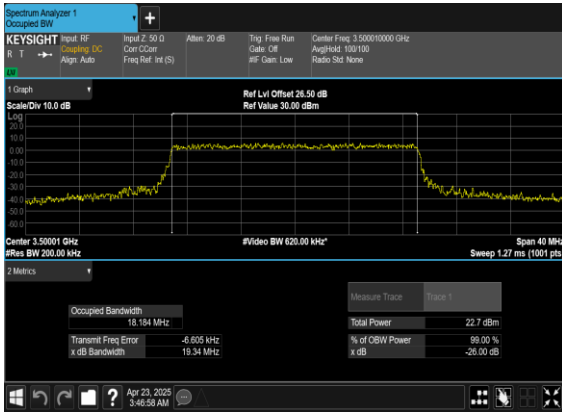 Spectrum Analyzer 1
Occupied BW
KEYSIGHT Input: RF Input Z: 50 Ω Atten: 20 dB Trig: Free Run Center Freq: 3.500010000 GHz
R T Coupling: DC Corr CCorr Gate: Off Avg|Hold: 100/100
Align: Auto Freq Ref: Int (S) #IF Gain: Low Radio Std: None
LW
1 Graph
Ref Lvl Offset 26.50 dB
Scale/Div 10.0 dB Ref Value 30.00 dBm
Log
20.0
10.0
0.00
-10.0
-20.0
-30.0
-40.0
-50.0
-60.0
Center 3.50001 GHz #Video BW 620.00 kHz* Span 40 MHz
#Res BW 200.00 kHz Sweep 1.27 ms (1001 pts)
2 Metrics
Measure Trace Trace 1
Occupied Bandwidth
18.184 MHz Total Power 22.7 dBm
Transmit Freq Error -6.605 kHz % of OBW Power 99.00 %
x dB Bandwidth 19.34 MHz x dB -26.00 dB
? Apr 23, 2025
3:46:58 AM